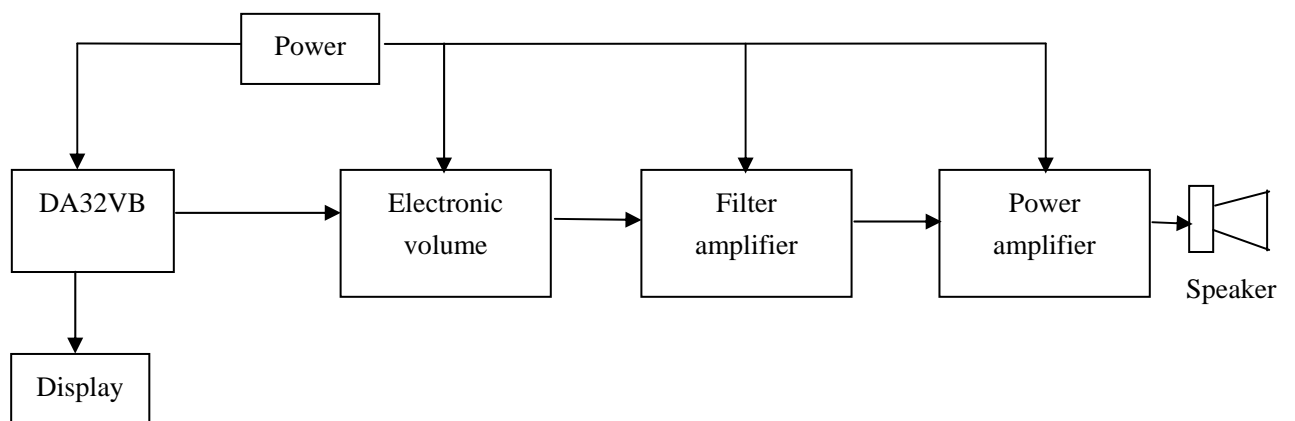 Power
DA32VB
Electronic
volume
Filter
amplifier
Power
amplifier
Speaker
Display